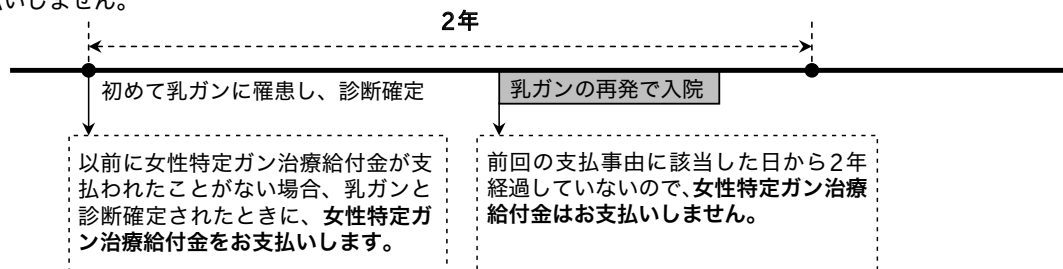 いしません。
2年
初めて乳ガンに罹患し、診断確定
乳ガンの再発で入院
以前に女性特定ガン治療給付金が支
払われたことがない場合、乳ガンと
診断確定されたときに、女性特定ガ
ン治療給付金をお支払いします。
前回の支払事由に該当した日から2年
経過していないので、女性特定ガン治療
給付金はお支払いしません。